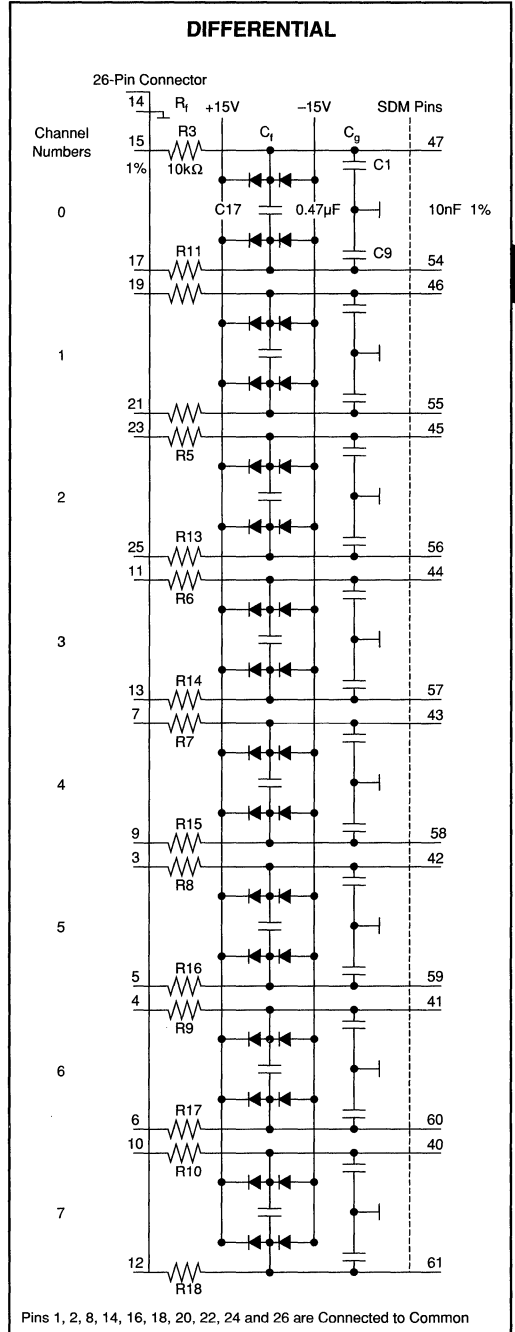 DIFFERENTIAL
26-Pin Connector
14 Rf +15V −15V SDM Pins
Channel
Numbers
15 R3 Cf Cg 47
1% 10kΩ C1
0 C17 0.47μF 10nF 1%
C9
17 R11 54
19 46
1
21 55
23 45
R5
2
25 R13 56
11 44
R6
3
13 R14 57
7 43
R7
4
9 R15 58
3 42
R8
5
5 R16 59
4 41
R9
6
6 R17 60
10 40
R10
7
12 61
R18
Pins 1, 2, 8, 14, 16, 18, 20, 22, 24 and 26 are Connected to Common